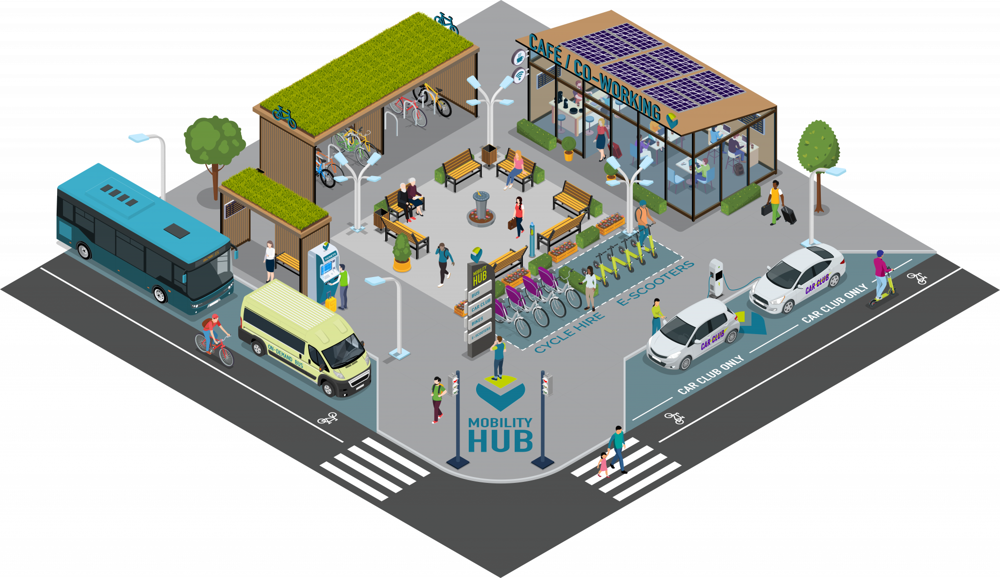 CAFÉ / CO-WORKING
TICKETS
MOBILITY
HUB
BUS
CAR CLUB
BIKES
E-SCOOTERS
E-SCOOTERS
CYCLE HIRE
CAR CLUB
CAR CLUB ONLY
CAR CLUB
CAR CLUB ONLY
ON-DEMAND BUS
MOBILITY
HUB